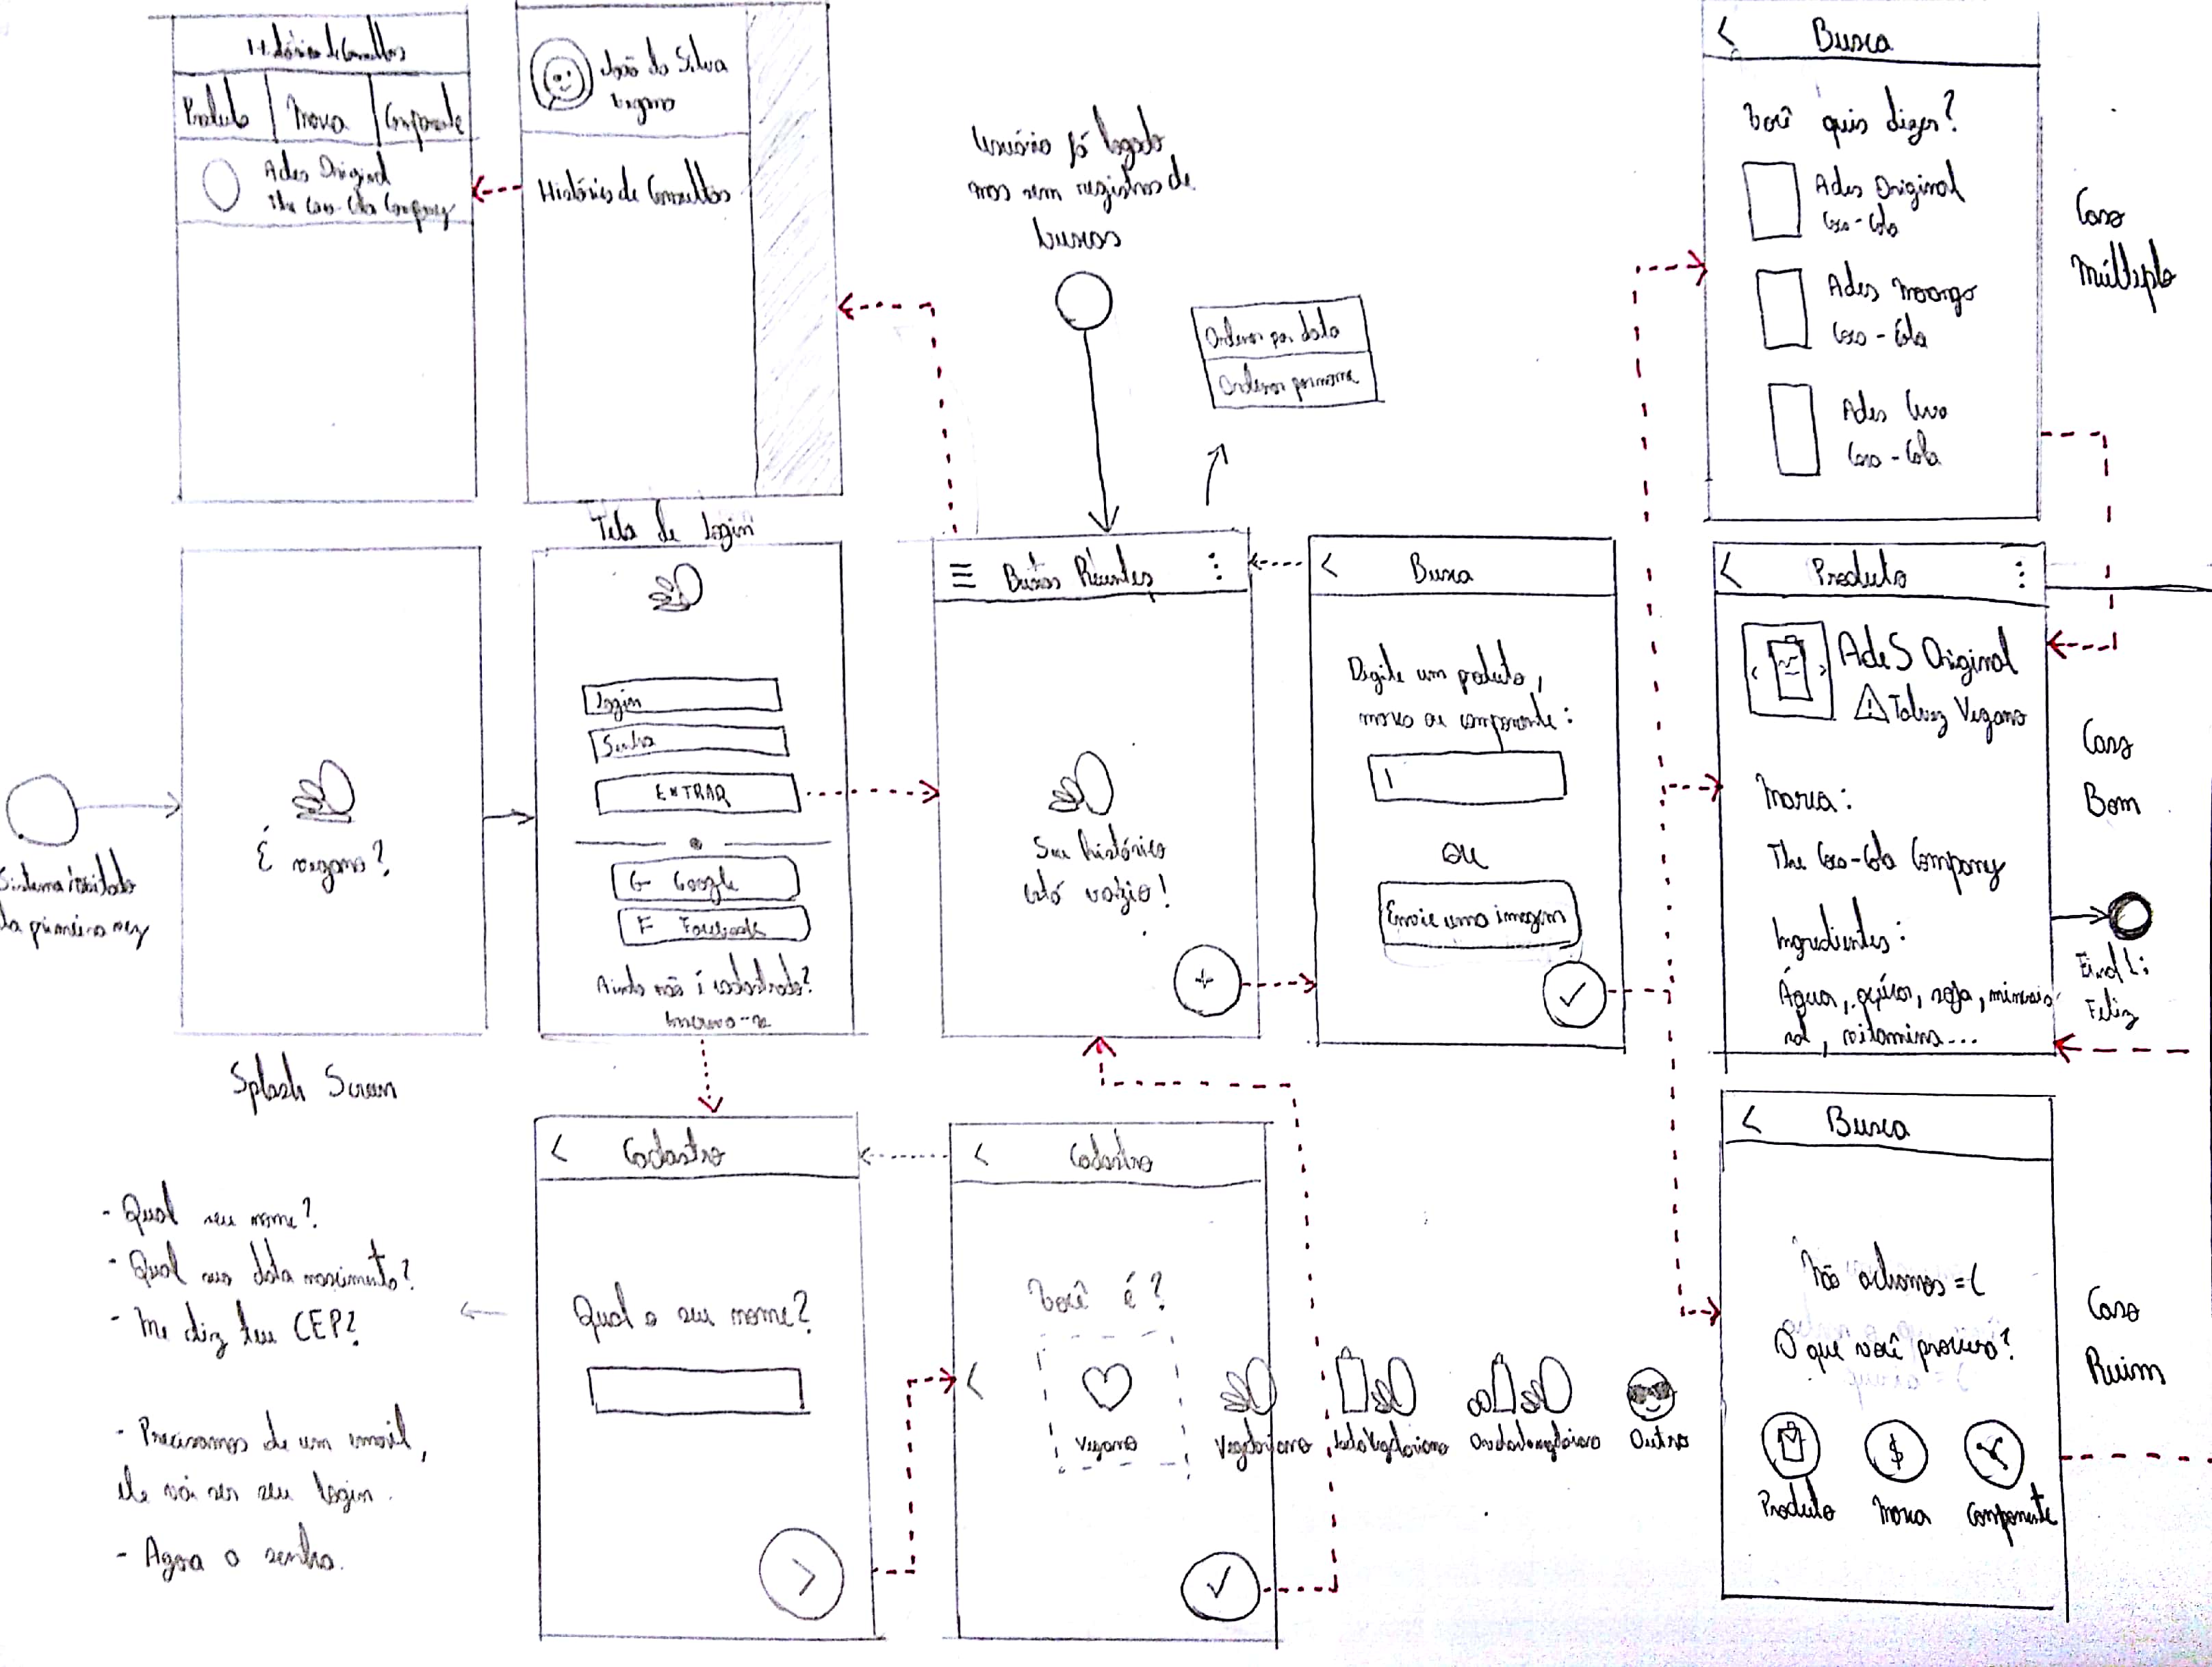 Histórico de Consultas
Produto
Marca
Componente
Ades Original
The Coca-Cola Company
João da Silva
Vegano
Histórico de Consultas
Usuário já logado
mas sem registros de
buscas
Ordenar por data
Ordenar por nome
Busca
Você quis dizer?
Ades Original
Coca-Cola
Ades Morango
Coca-Cola
Ades Uva
Coca-Cola
Caso
Múltiplo
Sistema iniciado
la primeira vez
É vegano?
Splash Screen
Tela de Login
Login
Senha
ENTRAR
G Google
F Facebook
Ainda não é cadastrado?
Inscreva-se
Buscas Recentes
Seu histórico
está vazio!
+
Busca
Digite um produto,
marca ou componente:
OU
Envie uma imagem
Produto
AdeS Original
Talvez Vegano
Marca:
The Coca-Cola Company
Ingredientes:
Água, açúcar, soja, minerais
sal, vitamina...
Caso
Bom
Final 1:
Feliz
- Qual seu nome?
- Qual sua data nascimento?
- Me diz teu CEP?
- Precisamos de um email,
ele vai ser seu login.
- Agora a senha.
Cadastro
Qual o seu nome?
Cadastro
Você é?
Vegano
Vegetariano
Lactovegetariano
Ovolactovegetariano
Outro
Busca
Não achamos =(
O que você procura?
Produto
$
Marca
Componente
Caso
Ruim